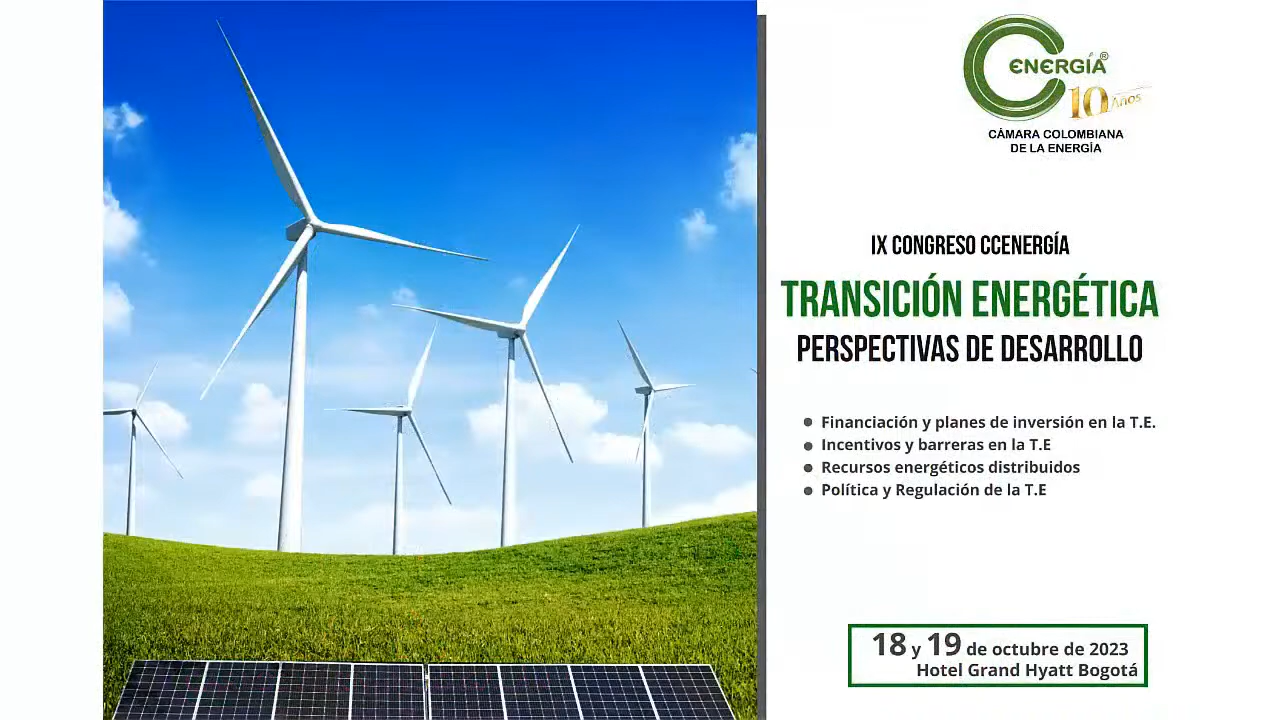 ENERGÍA®
10 Años
CÁMARA COLOMBIANA
DE LA ENERGÍA
IX CONGRESO CCENERGÍA
TRANSICIÓN ENERGÉTICA
PERSPECTIVAS DE DESARROLLO
● Financiación y planes de inversión en la T.E.
● Incentivos y barreras en la T.E
● Recursos energéticos distribuidos
● Política y Regulación de la T.E
18 y 19 de octubre de 2023
Hotel Grand Hyatt Bogotá